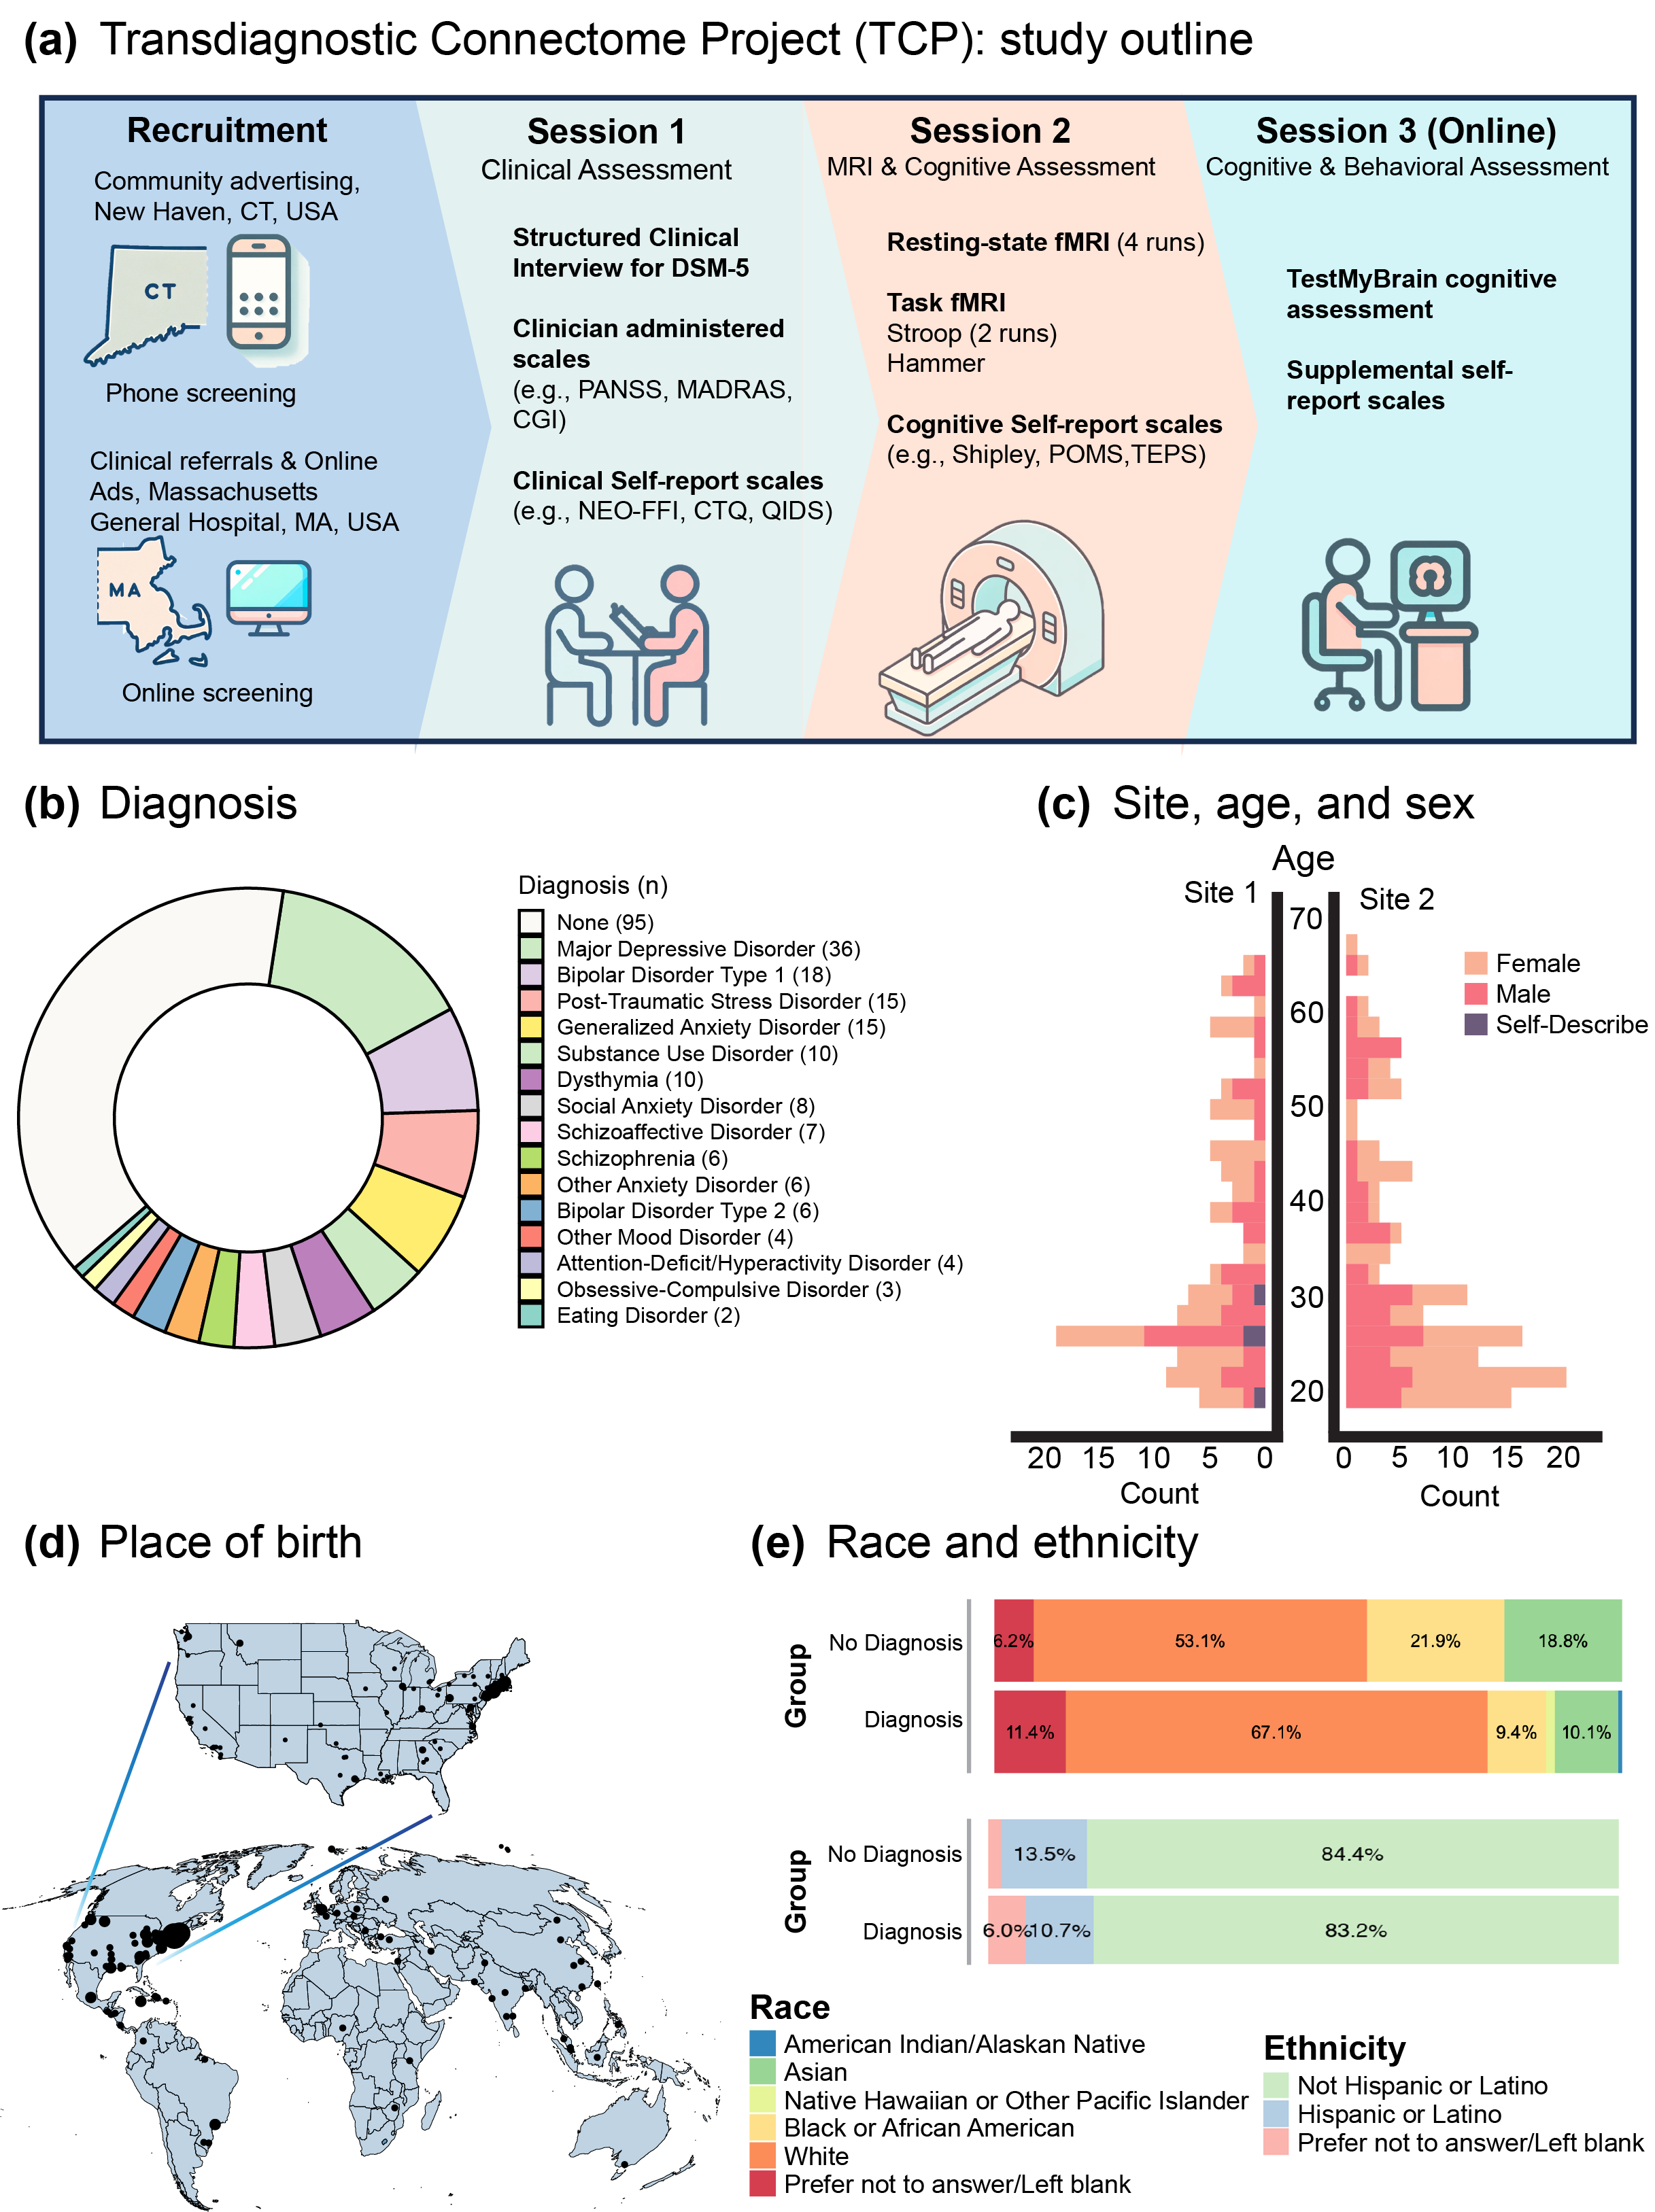 (a) Transdiagnostic Connectome Project (TCP): study outline
Recruitment
Community advertising,
New Haven, CT, USA
CT
Phone screening
Clinical referrals & Online
Ads, Massachusetts
General Hospital, MA, USA
MA
Online screening
Session 1
Clinical Assessment
Structured Clinical
Interview for DSM-5
Clinician administered
scales
(e.g., PANSS, MADRAS,
CGI)
Clinical Self-report scales
(e.g., NEO-FFI, CTQ, QIDS)
Session 2
MRI & Cognitive Assessment
Resting-state fMRI (4 runs)
Task fMRI
Stroop (2 runs)
Hammer
Cognitive Self-report scales
(e.g., Shipley, POMS,TEPS)
Session 3 (Online)
Cognitive & Behavioral Assessment
TestMyBrain cognitive
assessment
Supplemental self-
report scales
(b) Diagnosis
Diagnosis (n)
None (95)
Major Depressive Disorder (36)
Bipolar Disorder Type 1 (18)
Post-Traumatic Stress Disorder (15)
Generalized Anxiety Disorder (15)
Substance Use Disorder (10)
Dysthymia (10)
Social Anxiety Disorder (8)
Schizoaffective Disorder (7)
Schizophrenia (6)
Other Anxiety Disorder (6)
Bipolar Disorder Type 2 (6)
Other Mood Disorder (4)
Attention-Deficit/Hyperactivity Disorder (4)
Obsessive-Compulsive Disorder (3)
Eating Disorder (2)
(c) Site, age, and sex
Age
Site 1
Site 2
70
60
50
40
30
20
Female
Male
Self-Describe
20 15 10 5 0
Count
0 5 10 15 20
Count
(d) Place of birth
(e) Race and ethnicity
Group
No Diagnosis
6.2% 53.1% 21.9% 18.8%
Diagnosis
11.4% 67.1% 9.4% 10.1%
Group
No Diagnosis
13.5% 84.4%
Diagnosis
6.0% 10.7% 83.2%
Race
American Indian/Alaskan Native
Asian
Native Hawaiian or Other Pacific Islander
Black or African American
White
Prefer not to answer/Left blank
Ethnicity
Not Hispanic or Latino
Hispanic or Latino
Prefer not to answer/Left blank